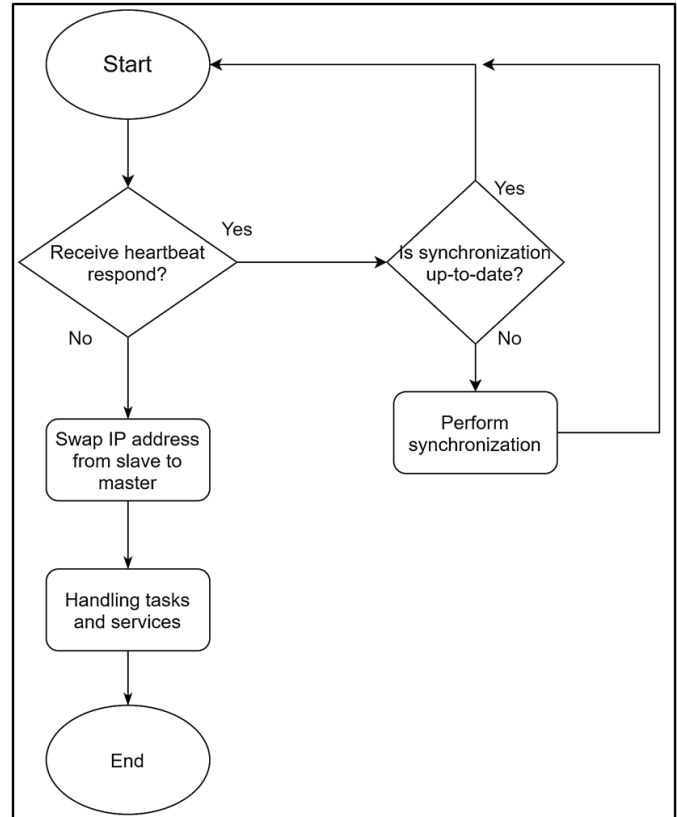 Start
Yes
Receive heartbeat
respond?
Yes
Is synchronization
up-to-date?
No
No
Swap IP address
from slave to
master
Perform
synchronization
Handling tasks
and services
End